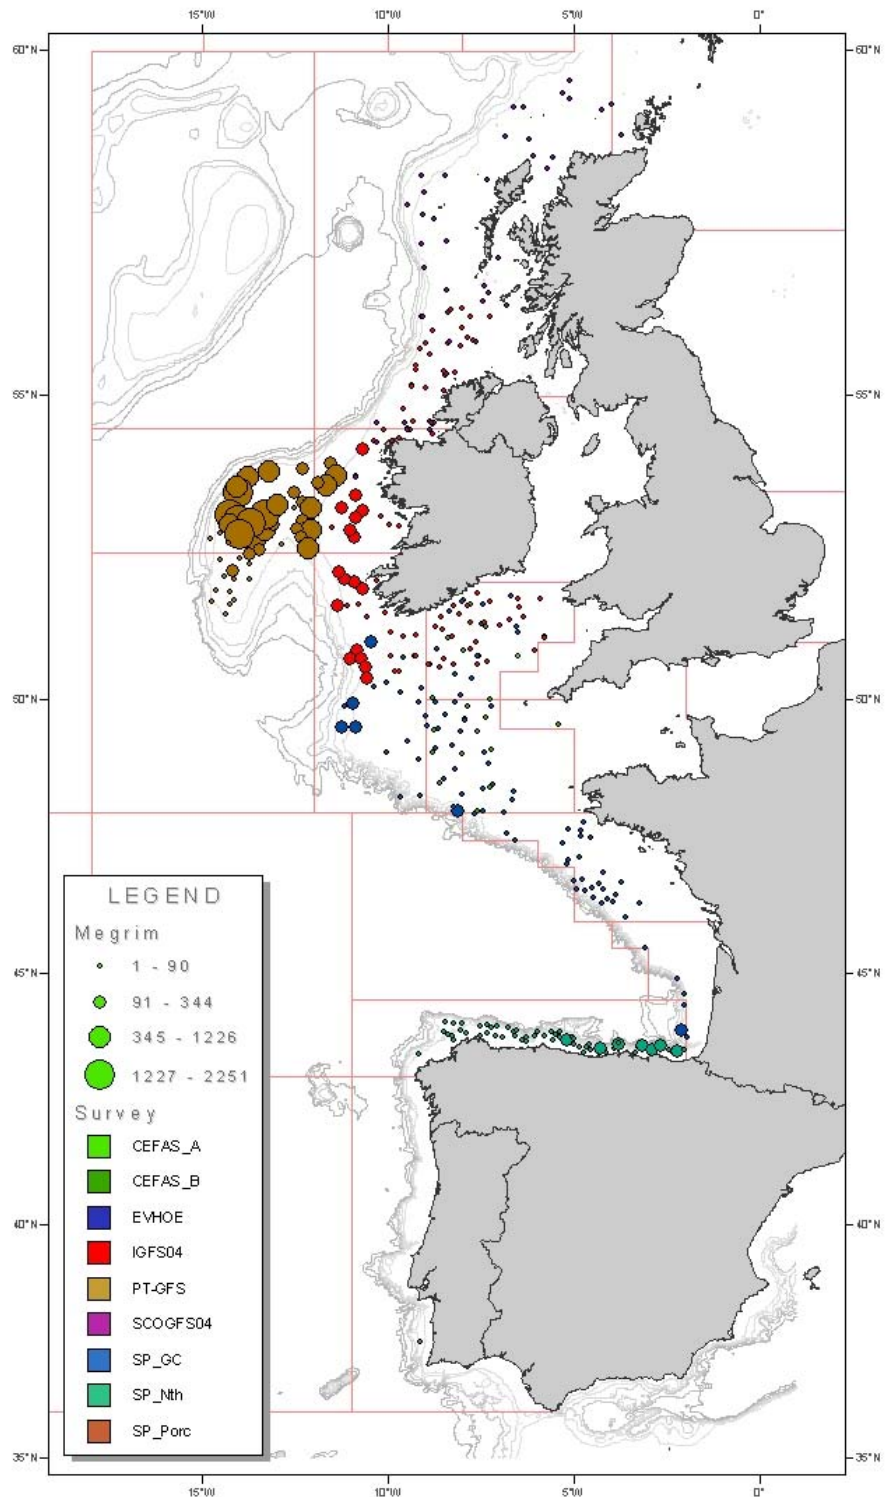 15°W 10°W 5°W 0°
60°N 60°N
55°N 55°N
50°N 50°N
45°N 45°N
40°N 40°N
35°N 35°N
LEGEND
Megrim
1 - 90
91 - 344
345 - 1226
1227 - 2251
Survey
CEFAS_A
CEFAS_B
EVHOE
IGFS04
PT-GFS
SCOGFS04
SP_GC
SP_Nth
SP_Porc
15°W 10°W 5°W 0°